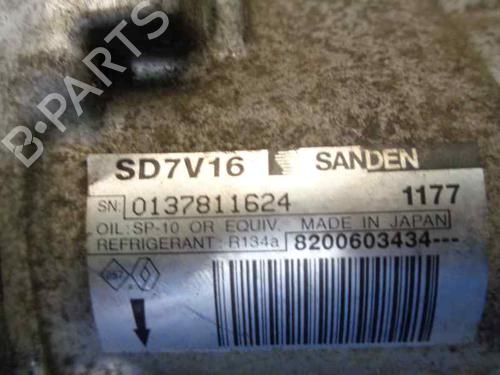 B-PARTS
SD7V16 SANDEN
SN: 0137811624 1177
OIL: SP-10 OR EQUIV. MADE IN JAPAN
REFRIGERANT: R134a 8200603434---